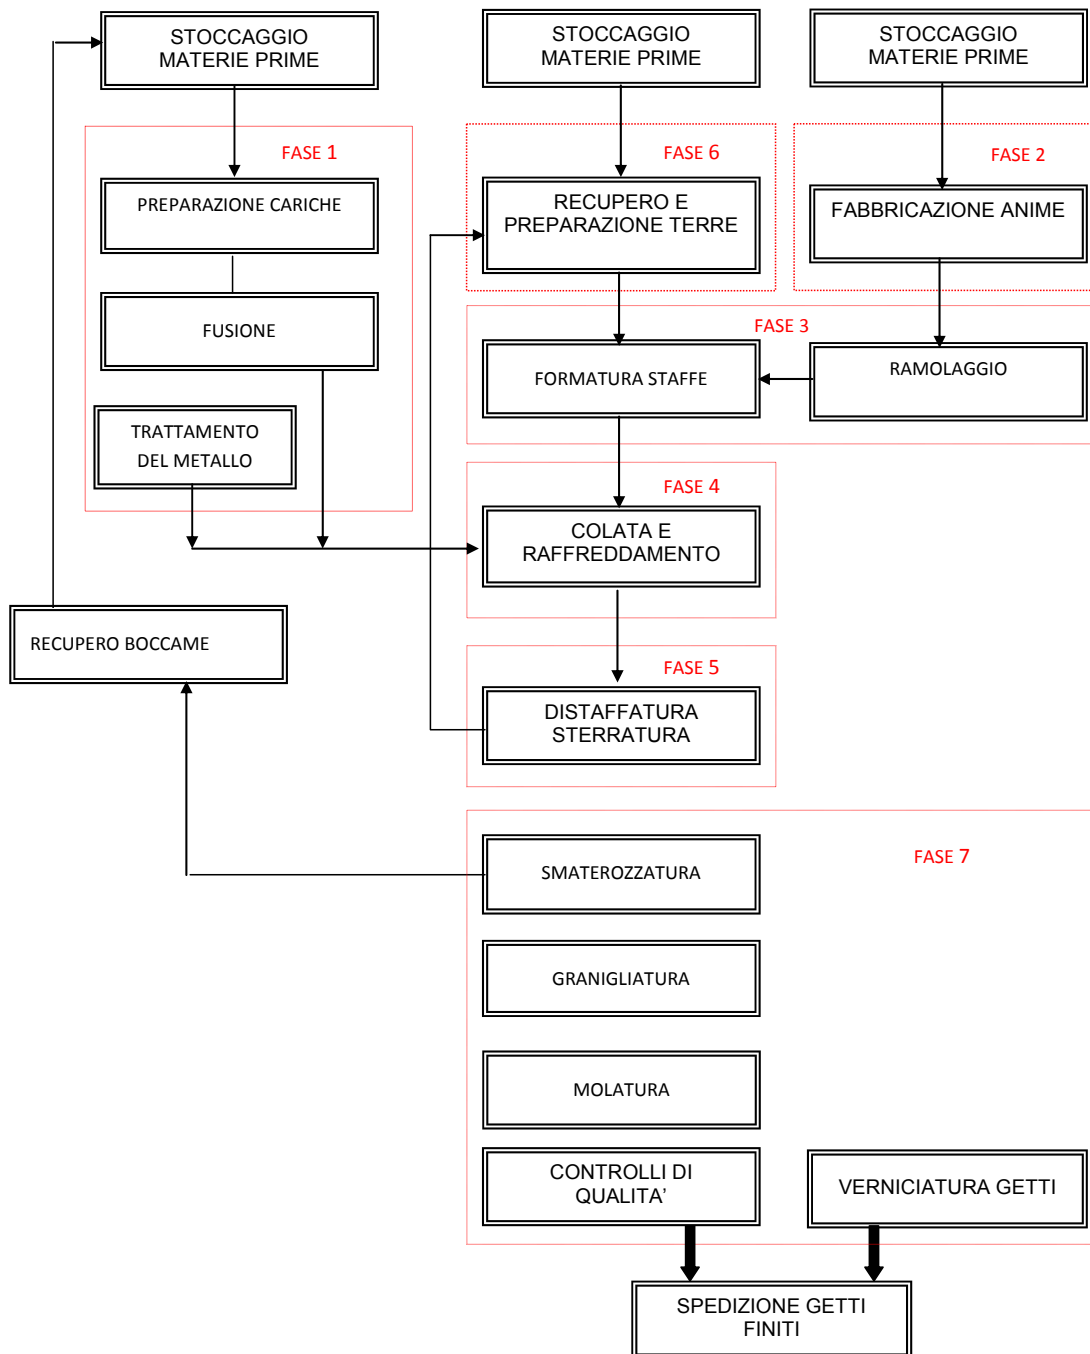 STOCCAGGIO
MATERIE PRIME
STOCCAGGIO
MATERIE PRIME
STOCCAGGIO
MATERIE PRIME
FASE 1
FASE 6
FASE 2
PREPARAZIONE CARICHE
RECUPERO E
PREPARAZIONE TERRE
FABBRICAZIONE ANIME
FUSIONE
FASE 3
FORMATURA STAFFE
RAMOLAGGIO
TRATTAMENTO
DEL METALLO
FASE 4
COLATA E
RAFFREDDAMENTO
RECUPERO BOCCAME
FASE 5
DISTAFFATURA
STERRATURA
FASE 7
SMATEROZZATURA
GRANIGLIATURA
MOLATURA
CONTROLLI DI
QUALITA’
VERNICIATURA GETTI
SPEDIZIONE GETTI
FINITI